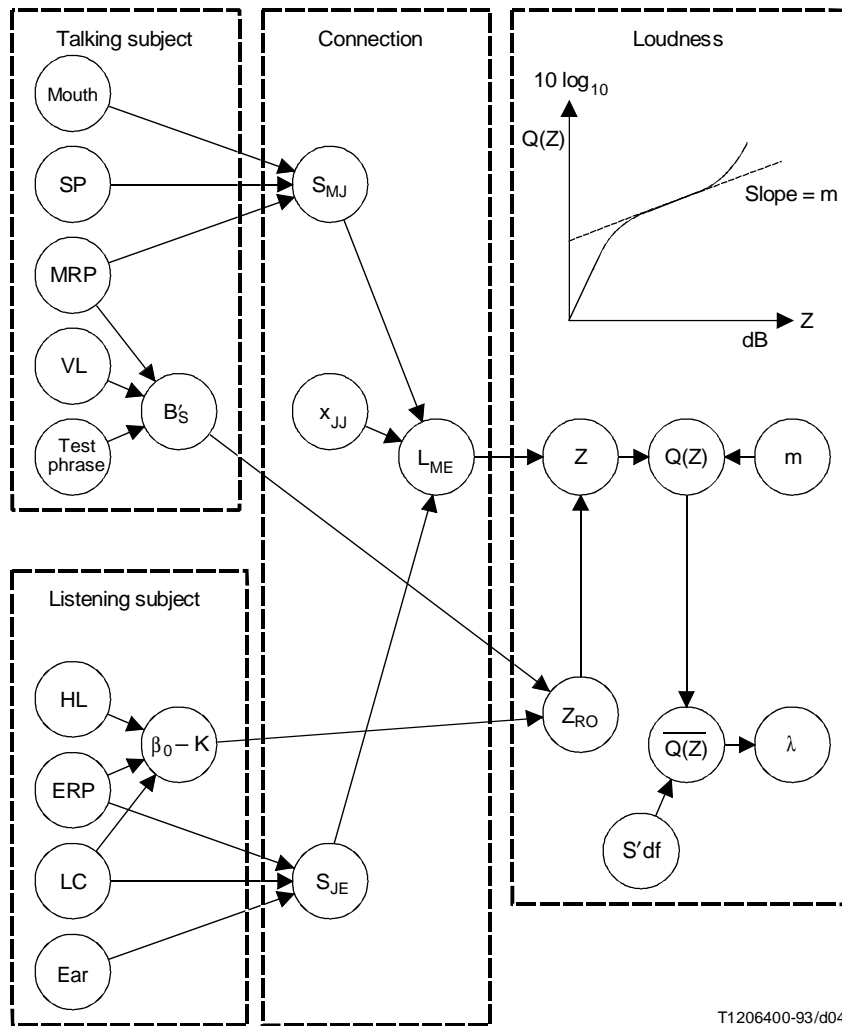 Talking subject
Mouth
SP
MRP
VL
Test
phrase
B'S
Connection
SMJ
xJJ
LME
SJE
Loudness
10 log10
Q(Z)
Slope = m
dB
Z
Z
Q(Z)
m
ZRO
Q(Z)
λ
S'df
Listening subject
HL
ERP
LC
Ear
β0 – K
T1206400-93/d04